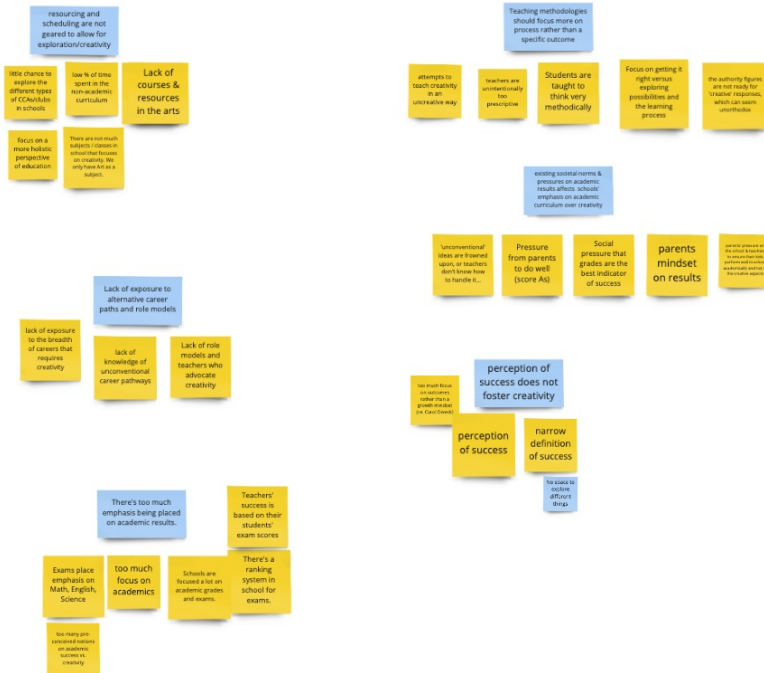 resourcing and
scheduling are not
geared to allow for
exploration/creativity
little chance to
explore the
different types
of CCAs/clubs
in schools
low % of time
spent in the
non-academic
curriculum
Lack of
courses &
resources
in the arts
focus on a
more holistic
perspective
of education
There are not much
subjects / classes in
school that focuses
on creativity. We
only have Art as a
subject.
Teaching methodologies
should focus more on
process rather than a
specific outcome
attempts to
teach creativity
in an
uncreative way
teachers are
unintentionally
too
prescriptive
Students are
taught to
think very
methodically
Focus on getting it
right versus
exploring
possibilities and
the learning
process
the authority figures
are not ready for
'creative' responses,
which can seem
unorthodox
existing societal norms &
pressures on academic
results affects schools'
emphasis on academic
curriculum over creativity
'unconventional'
ideas are frowned
upon, or teachers
don't know how
to handle it...
Pressure
from parents
to do well
(score As)
Social
pressure that
grades are the
best indicator
of success
parents
mindset
on results
Lack of exposure to
alternative career
paths and role models
lack of exposure
to the breadth
of careers that
requires
creativity
lack of
knowledge of
unconventional
career pathways
Lack of role
models and
teachers who
advocate
creativity
perception of
success does not
foster creativity
too much focus
on outcomes
rather than a
growth mindset
(re: Carol Dweck)
perception
of success
narrow
definition
of success
No space to
explore
different
things
There's too much
emphasis being placed
on academic results.
Teachers'
success is
based on their
students'
exam scores
Exams place
emphasis on
Math, English,
Science
too much
focus on
academics
Schools are
focused a lot on
academic grades
and exams.
There's a
ranking
system in
school for
exams.
too many pre-
conceived notions
on academic
success vs.
creativity